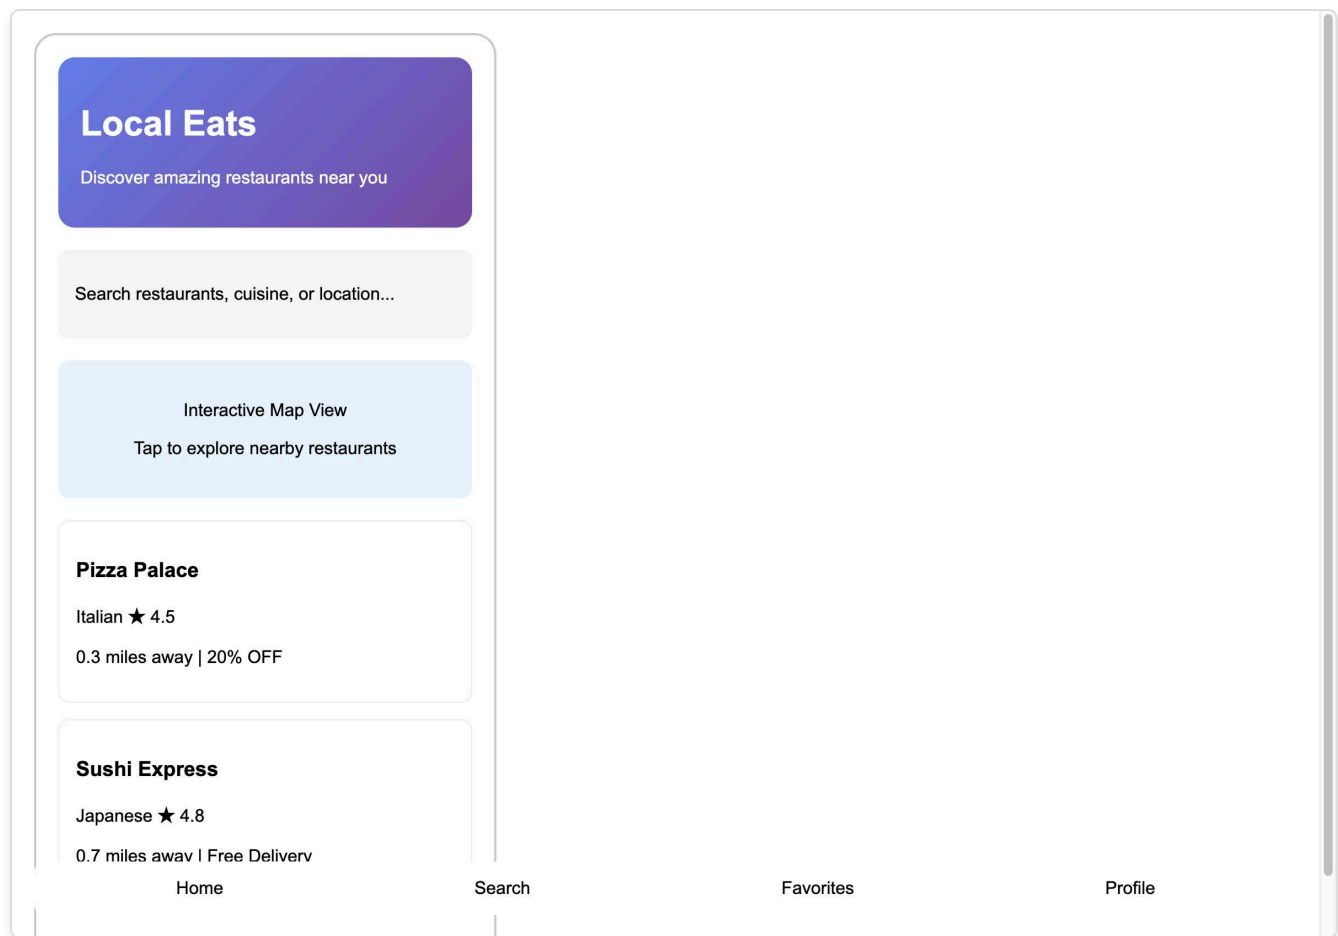 Local Eats
Discover amazing restaurants near you
Search restaurants, cuisine, or location...
Interactive Map View
Tap to explore nearby restaurants
Pizza Palace
Italian ★ 4.5
0.3 miles away | 20% OFF
Sushi Express
Japanese ★ 4.8
0.7 miles away | Free Delivery
Home Search Favorites Profile